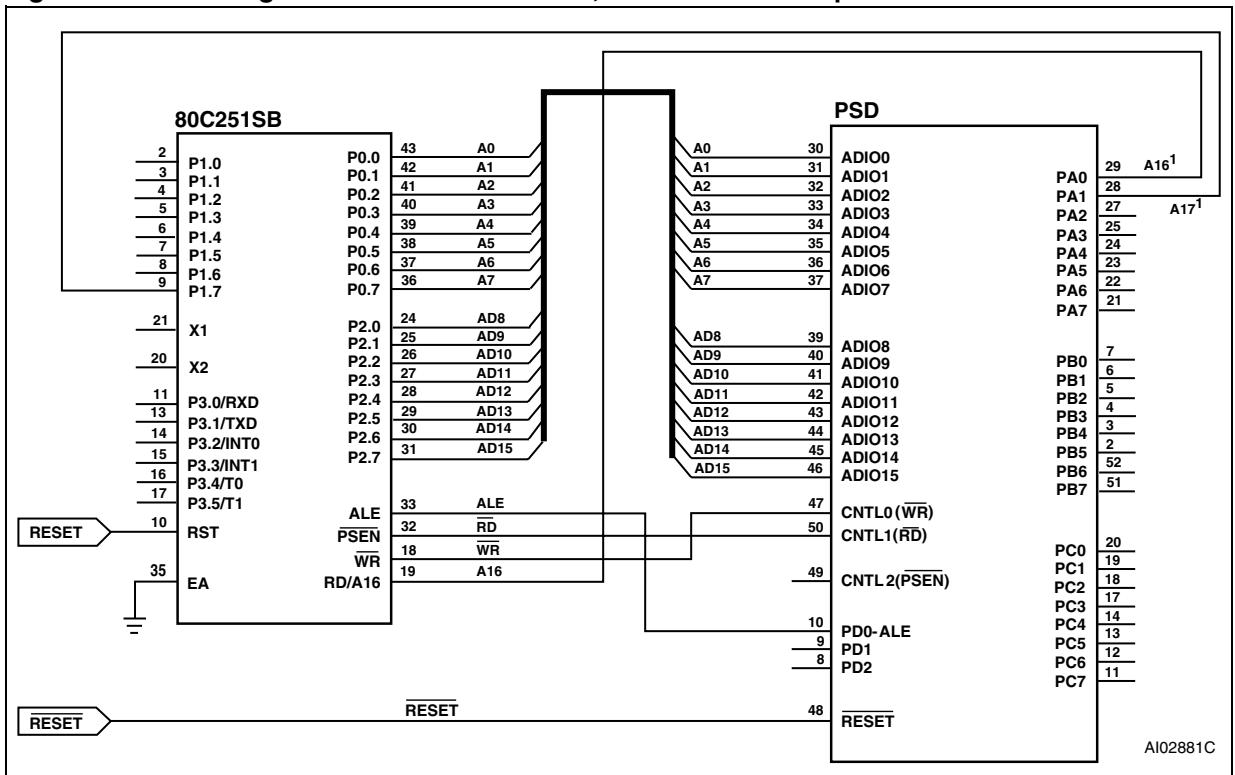 80C251SB
2 P1.0
3 P1.1
4 P1.2
5 P1.3
6 P1.4
7 P1.5
8 P1.6
9 P1.7
21 X1
20 X2
11 P3.0/RXD
13 P3.1/TXD
14 P3.2/INT0
15 P3.3/INT1
16 P3.4/T0
17 P3.5/T1
RESET 10 RST
35 EA
P0.0 43 A0
P0.1 42 A1
P0.2 41 A2
P0.3 40 A3
P0.4 39 A4
P0.5 38 A5
P0.6 37 A6
P0.7 36 A7
P2.0 24 AD8
P2.1 25 AD9
P2.2 26 AD10
P2.3 27 AD11
P2.4 28 AD12
P2.5 29 AD13
P2.6 30 AD14
P2.7 31 AD15
ALE 33 ALE
PSEN 32 RD
WR 18 WR
RD/A16 19 A16
PSD
A0 30 ADIO0
A1 31 ADIO1
A2 32 ADIO2
A3 33 ADIO3
A4 34 ADIO4
A5 35 ADIO5
A6 36 ADIO6
A7 37 ADIO7
AD8 39 ADIO8
AD9 40 ADIO9
AD10 41 ADIO10
AD11 42 ADIO11
AD12 43 ADIO12
AD13 44 ADIO13
AD14 45 ADIO14
AD15 46 ADIO15
47 CNTL0(WR)
50 CNTL1(RD)
49 CNTL2(PSEN)
10 PD0-ALE
9 PD1
8 PD2
RESET RESET 48 RESET
PA0 29 A16¹
PA1 28 A17¹
PA2 27
PA3 25
PA4 24
PA5 23
PA6 22
PA7 21
PB0 7
PB1 6
PB2 5
PB3 4
PB4 3
PB5 2
PB6 52
PB7 51
PC0 20
PC1 19
PC2 18
PC3 17
PC4 14
PC5 13
PC6 12
PC7 11
AI02881C